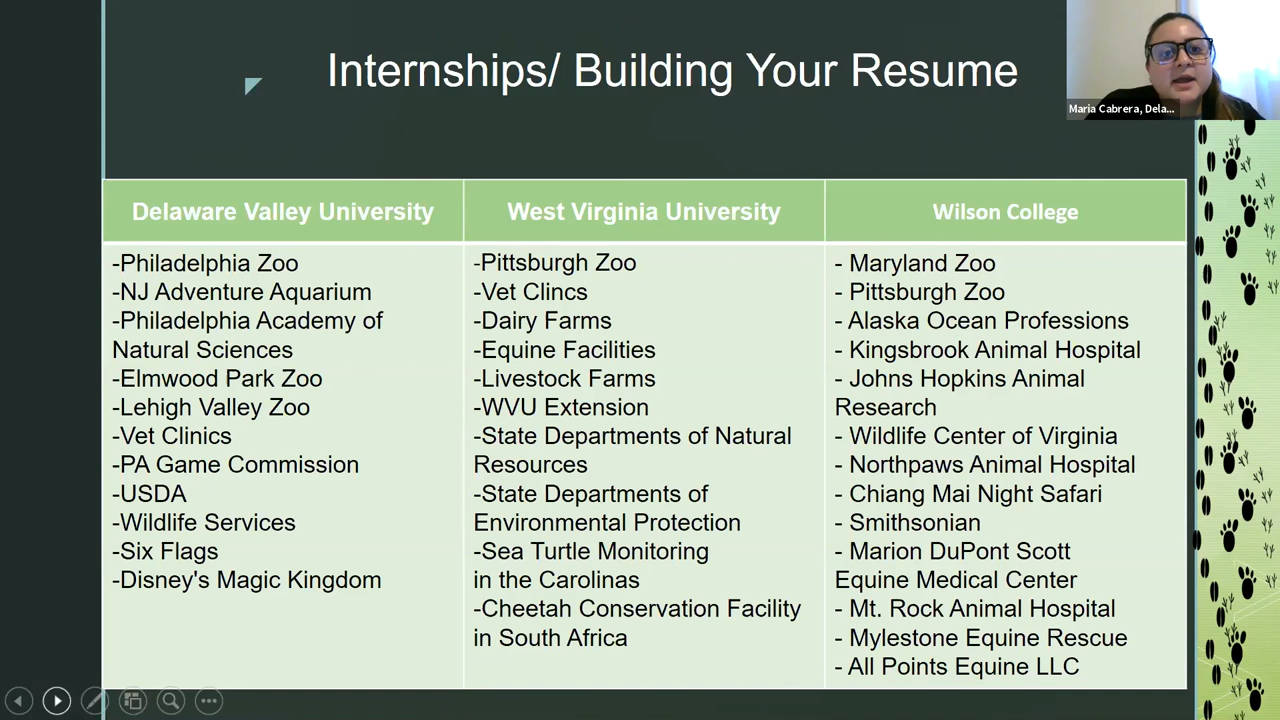 Internships/ Building Your Resume
Maria Cabrera, Dela...
Delaware Valley University
-Philadelphia Zoo
-NJ Adventure Aquarium
-Philadelphia Academy of
Natural Sciences
-Elmwood Park Zoo
-Lehigh Valley Zoo
-Vet Clinics
-PA Game Commission
-USDA
-Wildlife Services
-Six Flags
-Disney's Magic Kingdom
West Virginia University
-Pittsburgh Zoo
-Vet Clincs
-Dairy Farms
-Equine Facilities
-Livestock Farms
-WVU Extension
-State Departments of Natural
Resources
-State Departments of
Environmental Protection
-Sea Turtle Monitoring
in the Carolinas
-Cheetah Conservation Facility
in South Africa
Wilson College
- Maryland Zoo
- Pittsburgh Zoo
- Alaska Ocean Professions
- Kingsbrook Animal Hospital
- Johns Hopkins Animal
Research
- Wildlife Center of Virginia
- Northpaws Animal Hospital
- Chiang Mai Night Safari
- Smithsonian
- Marion DuPont Scott
Equine Medical Center
- Mt. Rock Animal Hospital
- Mylestone Equine Rescue
- All Points Equine LLC